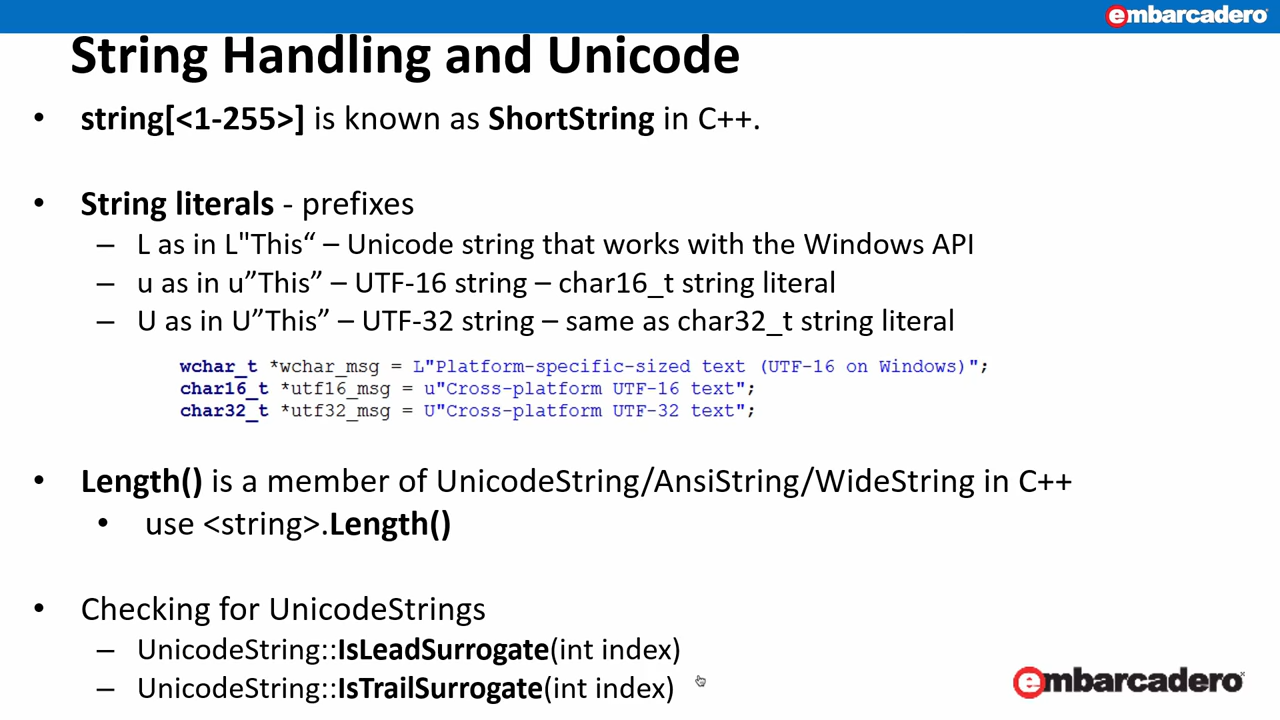 embarcadero
String Handling and Unicode
• string[<1-255>] is known as ShortString in C++.
• String literals - prefixes
– L as in L"This“ – Unicode string that works with the Windows API
– u as in u”This” – UTF-16 string – char16_t string literal
– U as in U”This” – UTF-32 string – same as char32_t string literal
wchar_t *wchar_msg = L"Platform-specific-sized text (UTF-16 on Windows)";
char16_t *utf16_msg = u"Cross-platform UTF-16 text";
char32_t *utf32_msg = U"Cross-platform UTF-32 text";
• Length() is a member of UnicodeString/AnsiString/WideString in C++
• use <string>.Length()
• Checking for UnicodeStrings
– UnicodeString::IsLeadSurrogate(int index)
– UnicodeString::IsTrailSurrogate(int index)
embarcadero